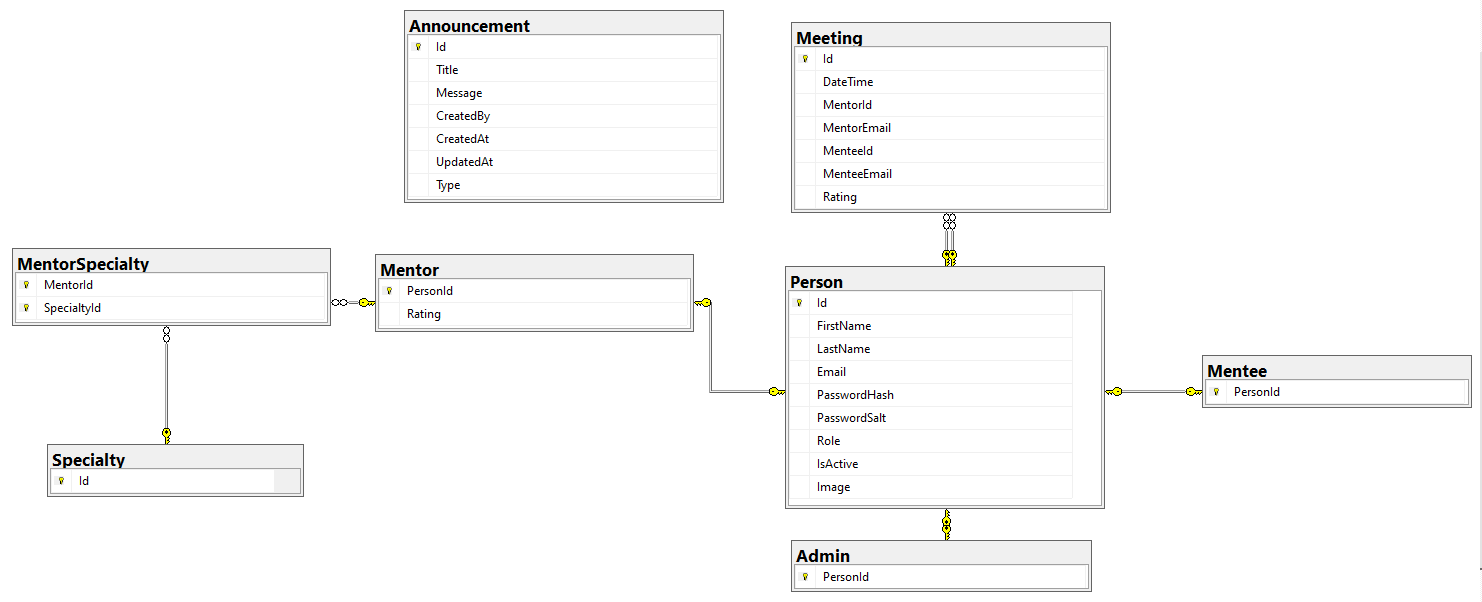 Announcement
Id
Title
Message
CreatedBy
CreatedAt
UpdatedAt
Type
Meeting
Id
DateTime
MentorId
MentorEmail
MenteeId
MenteeEmail
Rating
MentorSpecialty
MentorId
SpecialtyId
Mentor
PersonId
Rating
Person
Id
FirstName
LastName
Email
PasswordHash
PasswordSalt
Role
IsActive
Image
Mentee
PersonId
Specialty
Id
Admin
PersonId